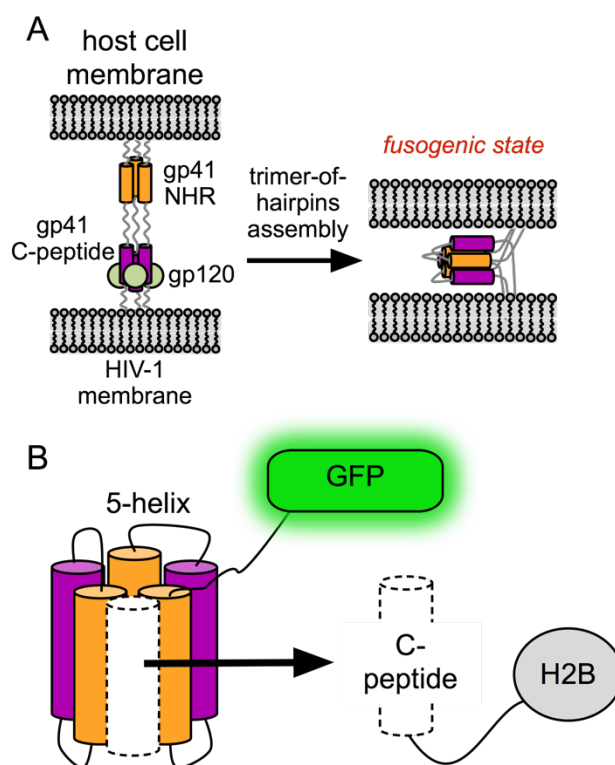 A
host cell
membrane
gp41
NHR
gp41
C-peptide
gp120
HIV-1
membrane
trimer-of-
hairpins
assembly
fusogenic state
B
5-helix
GFP
C-
peptide
H2B